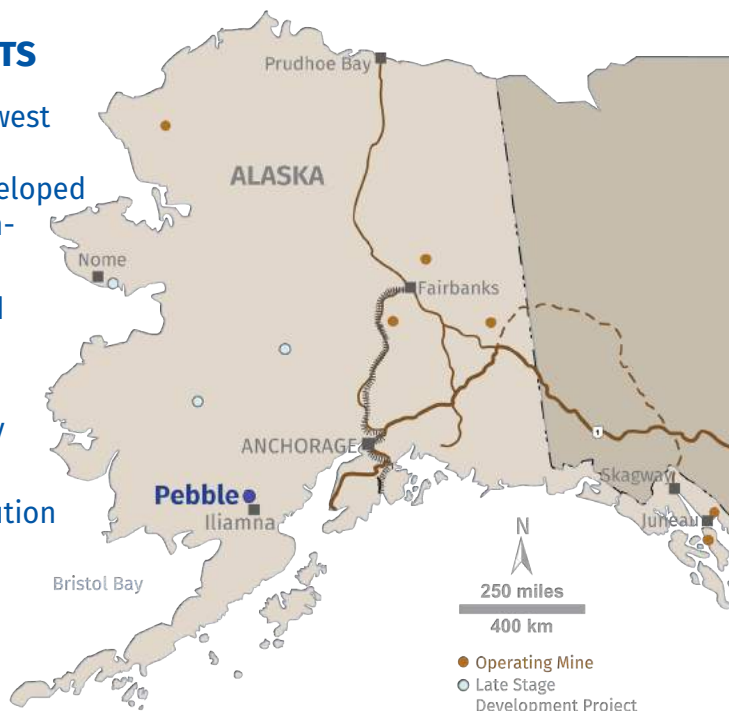 TS
west
eloped
n-
ution
Prudhoe Bay
ALASKA
Nome
Fairbanks
ANCHORAGE
Pebble
Iliamna
Bristol Bay
1
Skagway
Juneau
N
250 miles
400 km
Operating Mine
Late Stage
Development Project